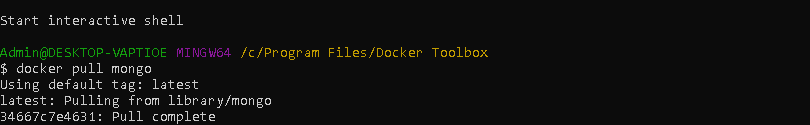 Start interactive shell
Admin@DESKTOP-VAPTIOE MINGW64 /c/Program Files/Docker Toolbox
$ docker pull mongo
Using default tag: latest
latest: Pulling from library/mongo
34667c7e4631: Pull complete